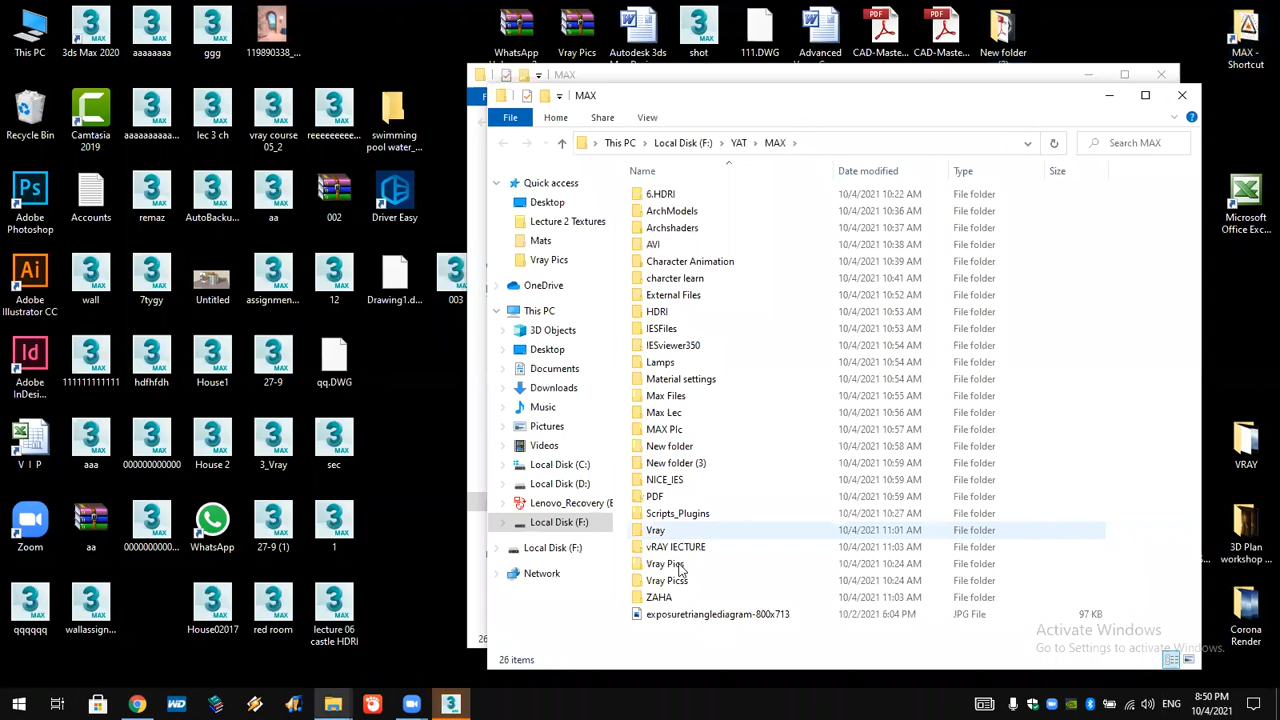 This PC
3ds Max 2020
aaaaaaaa
ggg
119890338_...
WhatsApp
Vray Pics
Autodesk 3ds
shot
111.DWG
Advanced
CAD-Master...
CAD-Master...
New folder
MAX -
Shortcut
Recycle Bin
Camtasia
2019
aaaaaaaaaa...
lec 3 ch
vray course
05_2
reeeeeeeee...
swimming
pool water_...
Adobe
Photoshop
Accounts
remaz
AutoBacku...
aa
002
Driver Easy
Microsoft
Office Exc...
Adobe
Illustrator CC
wall
7tygy
Untitled
assignmen...
12
Drawing1.d...
003
Adobe
InDesi...
111111111111
hdfhfdh
House1
27-9
qq.DWG
V I P
aaa
000000000000
House 2
3_Vray
sec
VRAY
Zoom
aa
0000000000...
WhatsApp
27-9 (1)
1
3D Plan
workshop ...
qqqqqq
wallassign...
House02017
red room
lecture 06
castle HDRi
Corona
Render
MAX
MAX
File
Home
Share
View
This PC
Local Disk (F:)
YAT
MAX
Search MAX
Name
Date modified
Type
Size
Quick access
Desktop
Lecture 2 Textures
Mats
Vray Pics
OneDrive
This PC
3D Objects
Desktop
Documents
Downloads
Music
Pictures
Videos
Local Disk (C:)
Local Disk (D:)
Lenovo_Recovery (E
Local Disk (F:)
Local Disk (F:)
Network
6.HDRI 10/4/2021 10:22 AM File folder
ArchModels 10/4/2021 10:36 AM File folder
Archshaders 10/4/2021 10:37 AM File folder
AVI 10/4/2021 10:38 AM File folder
Character Animation 10/4/2021 10:39 AM File folder
charcter learn 10/4/2021 10:41 AM File folder
External Files 10/4/2021 10:52 AM File folder
HDRI 10/4/2021 10:53 AM File folder
IESFiles 10/4/2021 10:53 AM File folder
IESviewer350 10/4/2021 10:54 AM File folder
Lamps 10/4/2021 10:54 AM File folder
Material settings 10/4/2021 10:54 AM File folder
Max Files 10/4/2021 10:55 AM File folder
Max Lec 10/4/2021 10:56 AM File folder
MAX PIc 10/4/2021 10:57 AM File folder
New folder 10/4/2021 10:58 AM File folder
New folder (3) 10/4/2021 10:59 AM File folder
NICE_IES 10/4/2021 10:59 AM File folder
PDF 10/4/2021 10:59 AM File folder
Scripts_Plugins 10/4/2021 10:27 AM File folder
Vray 10/4/2021 11:01 AM File folder
vRAY lECTURE 10/4/2021 11:03 AM File folder
Vray Pics 10/4/2021 10:24 AM File folder
Vray Picss 10/4/2021 10:24 AM File folder
ZAHA 10/4/2021 11:03 AM File folder
exposuretrianglediagram-800x713 10/2/2021 6:04 PM JPG File 97 KB
26 items
Activate Windows
Go to Settings to activate Windows.
ENG
8:50 PM
10/4/2021